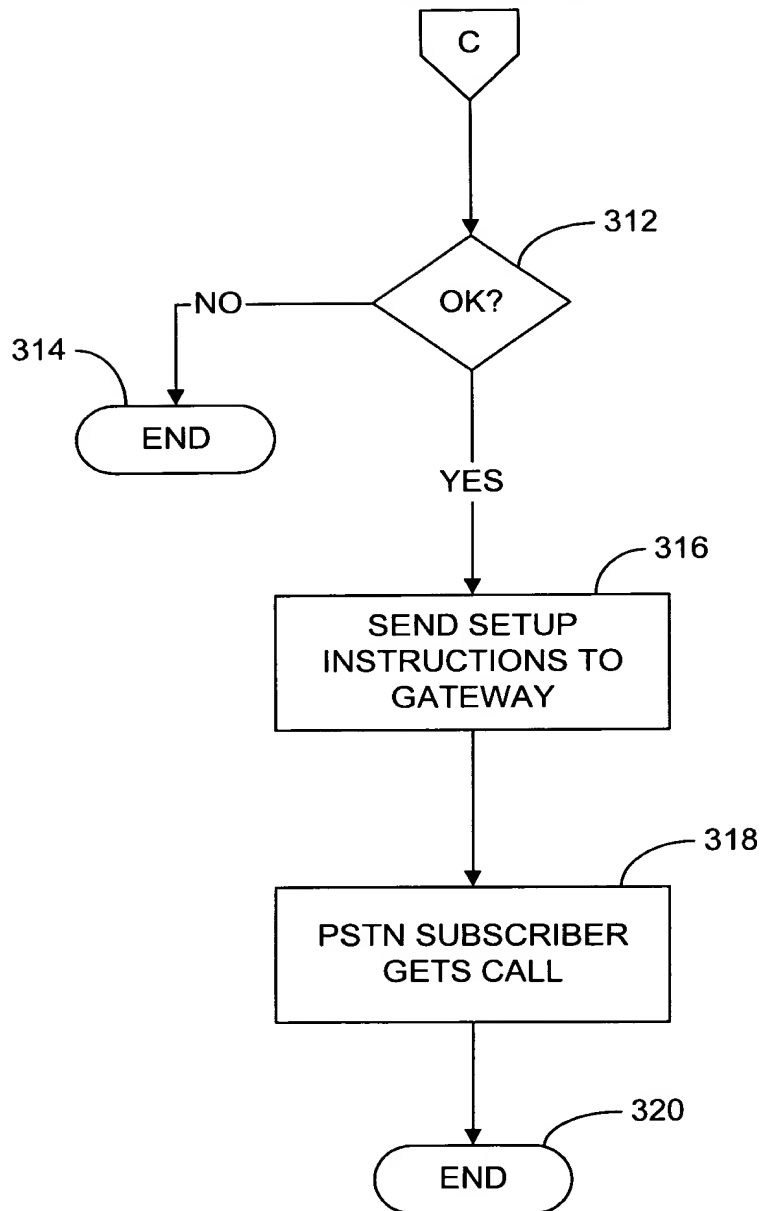 C
312
OK?
NO
314
END
YES
316
SEND SETUP
INSTRUCTIONS TO
GATEWAY
318
PSTN SUBSCRIBER
GETS CALL
320
END